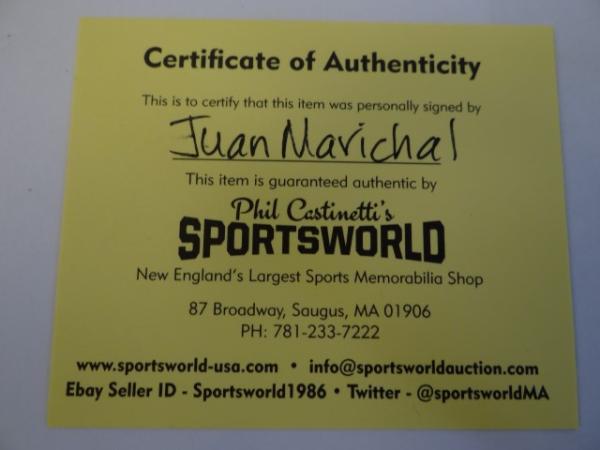 Certificate of Authenticity
This is to certify that this item was personally signed by
Juan Marichal
This item is guaranteed authentic by
Phil Castinetti's
SPORTSWORLD
New England's Largest Sports Memorabilia Shop
87 Broadway, Saugus, MA 01906
PH: 781-233-7222
www.sportsworld-usa.com • info@sportsworldauction.com
Ebay Seller ID - Sportsworld1986 • Twitter - @sportsworldMA